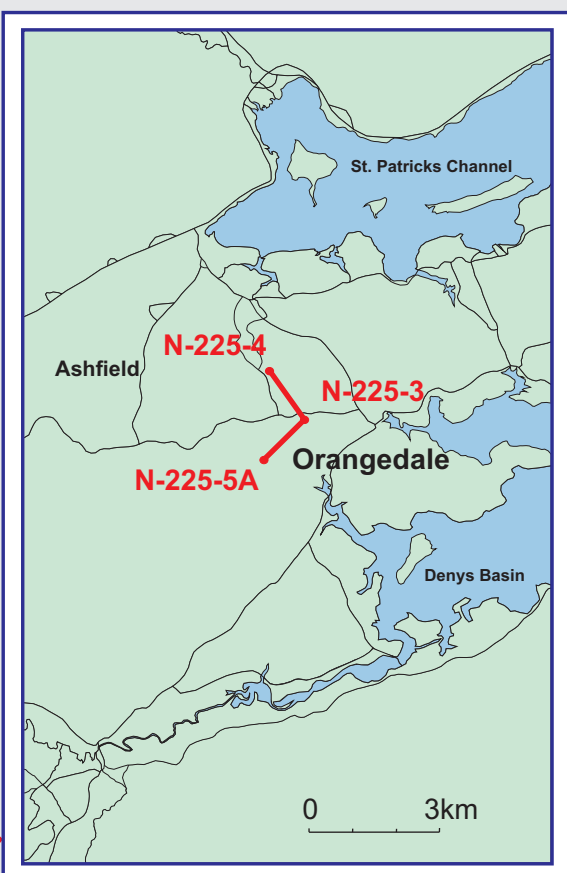 St. Patricks Channel
N-225-4
Ashfield
N-225-3
Orangedale
N-225-5A
Denys Basin
0 3km